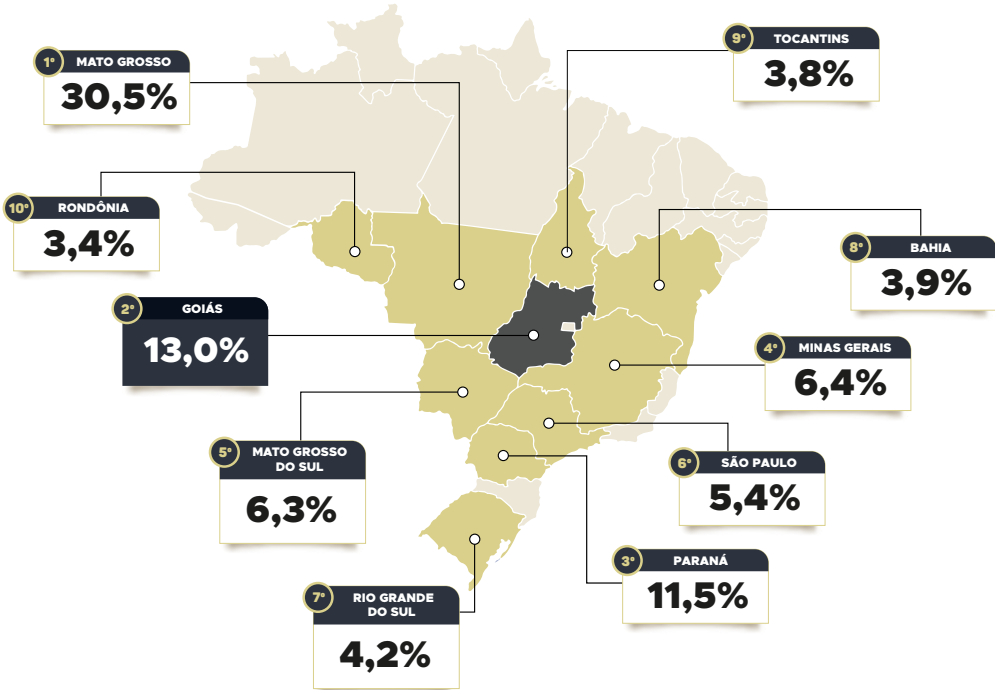 1º MATO GROSSO
30,5%
9º TOCANTINS
3,8%
10º RONDÔNIA
3,4%
8º BAHIA
3,9%
2º GOIÁS
13,0%
4º MINAS GERAIS
6,4%
5º MATO GROSSO
DO SUL
6,3%
6º SÃO PAULO
5,4%
3º PARANÁ
11,5%
7º RIO GRANDE
DO SUL
4,2%